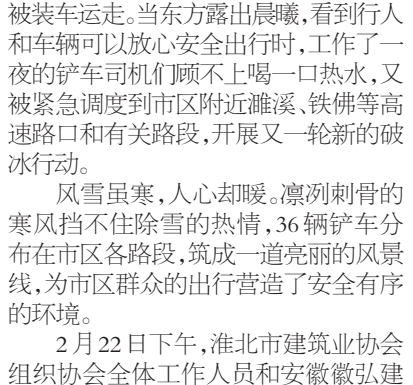 被装车运走。当东方露出晨曦,看到行人
和车辆可以放心安全出行时,工作了一
夜的铲车司机们顾不上喝一口热水,又
被紧急调度到市区附近濉溪、铁佛等高
速路口和有关路段,开展又一轮新的破
冰行动。
风雪虽寒,人心却暖。凛冽刺骨的
寒风挡不住除雪的热情,36辆铲车分
布在市区各路段,筑成一道亮丽的风景
线,为市区群众的出行营造了安全有序
的环境。
2月22日下午,淮北市建筑业协会
组织协会全体工作人员和安徽徽弘建